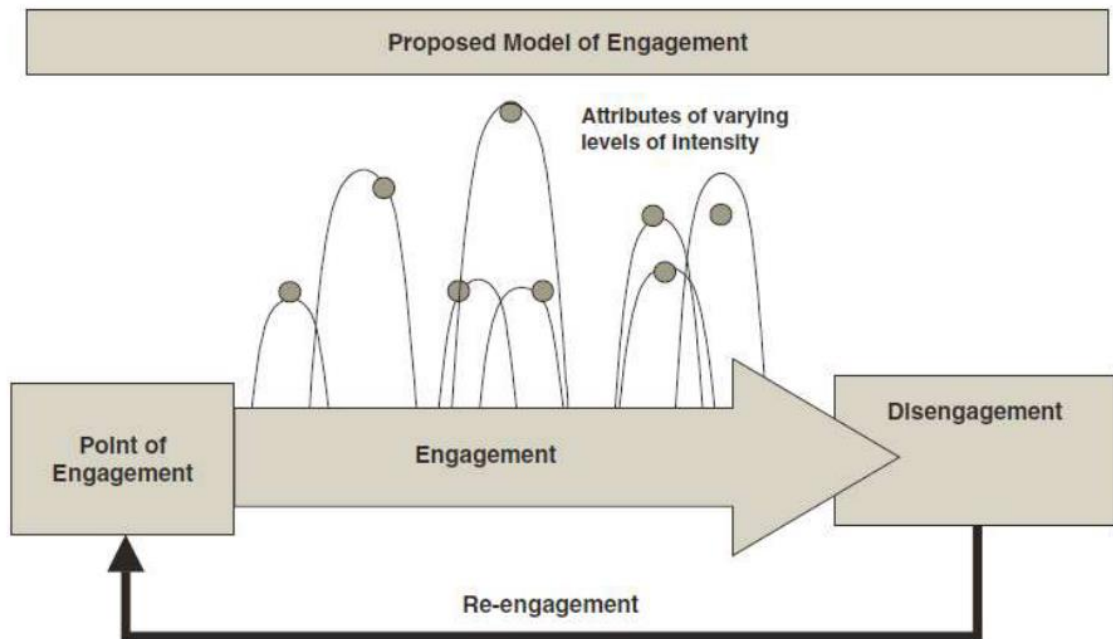 Proposed Model of Engagement
Attributes of varying
levels of intensity
Point of
Engagement
Engagement
Disengagement
Re-engagement